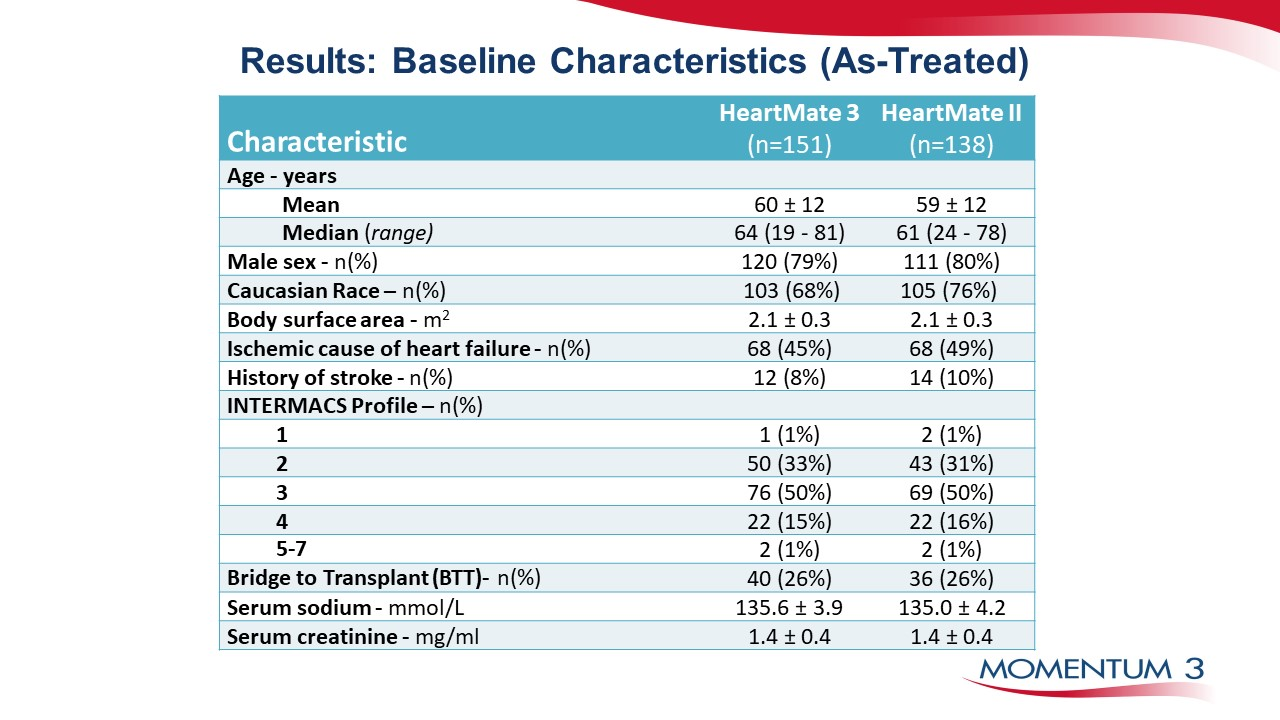 Results: Baseline Characteristics (As-Treated)
Characteristic HeartMate 3 (n=151) HeartMate II (n=138)
Age - years
Mean 60 ± 12 59 ± 12
Median (range) 64 (19 - 81) 61 (24 - 78)
Male sex - n(%) 120 (79%) 111 (80%)
Caucasian Race – n(%) 103 (68%) 105 (76%)
Body surface area - m² 2.1 ± 0.3 2.1 ± 0.3
Ischemic cause of heart failure - n(%) 68 (45%) 68 (49%)
History of stroke - n(%) 12 (8%) 14 (10%)
INTERMACS Profile – n(%)
1 1 (1%) 2 (1%)
2 50 (33%) 43 (31%)
3 76 (50%) 69 (50%)
4 22 (15%) 22 (16%)
5-7 2 (1%) 2 (1%)
Bridge to Transplant (BTT)- n(%) 40 (26%) 36 (26%)
Serum sodium - mmol/L 135.6 ± 3.9 135.0 ± 4.2
Serum creatinine - mg/ml 1.4 ± 0.4 1.4 ± 0.4
MOMENTUM 3